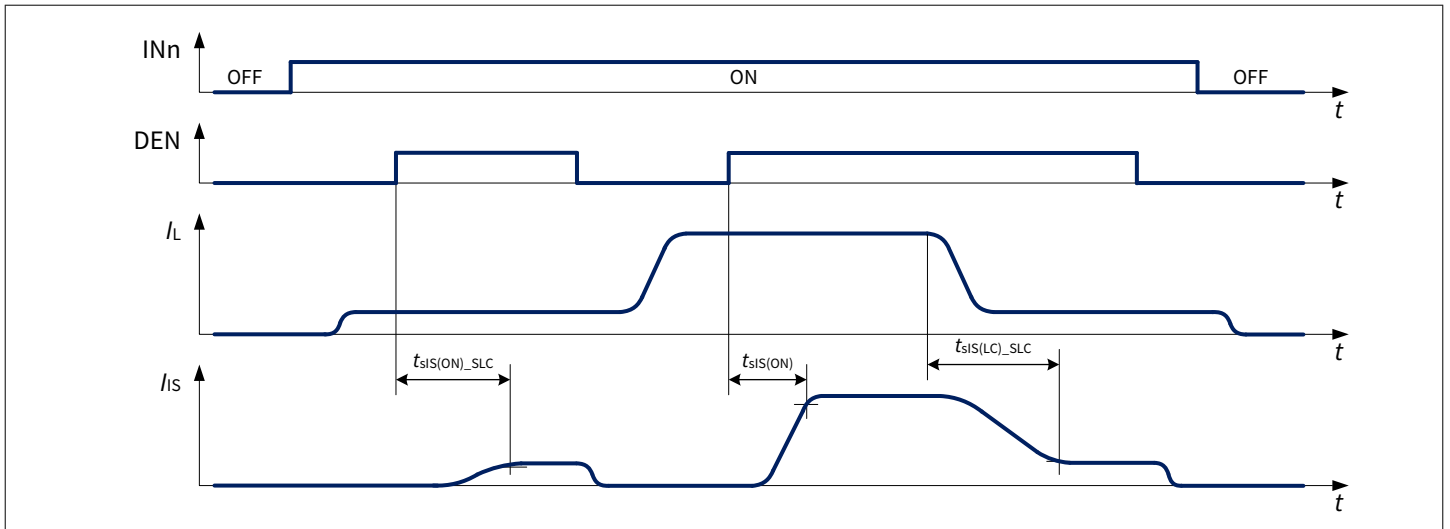 INn
OFF ON OFF
t
DEN
t
IL
t
tsIS(ON)_SLC tsIS(ON) tsIS(LC)_SLC
IIS
t